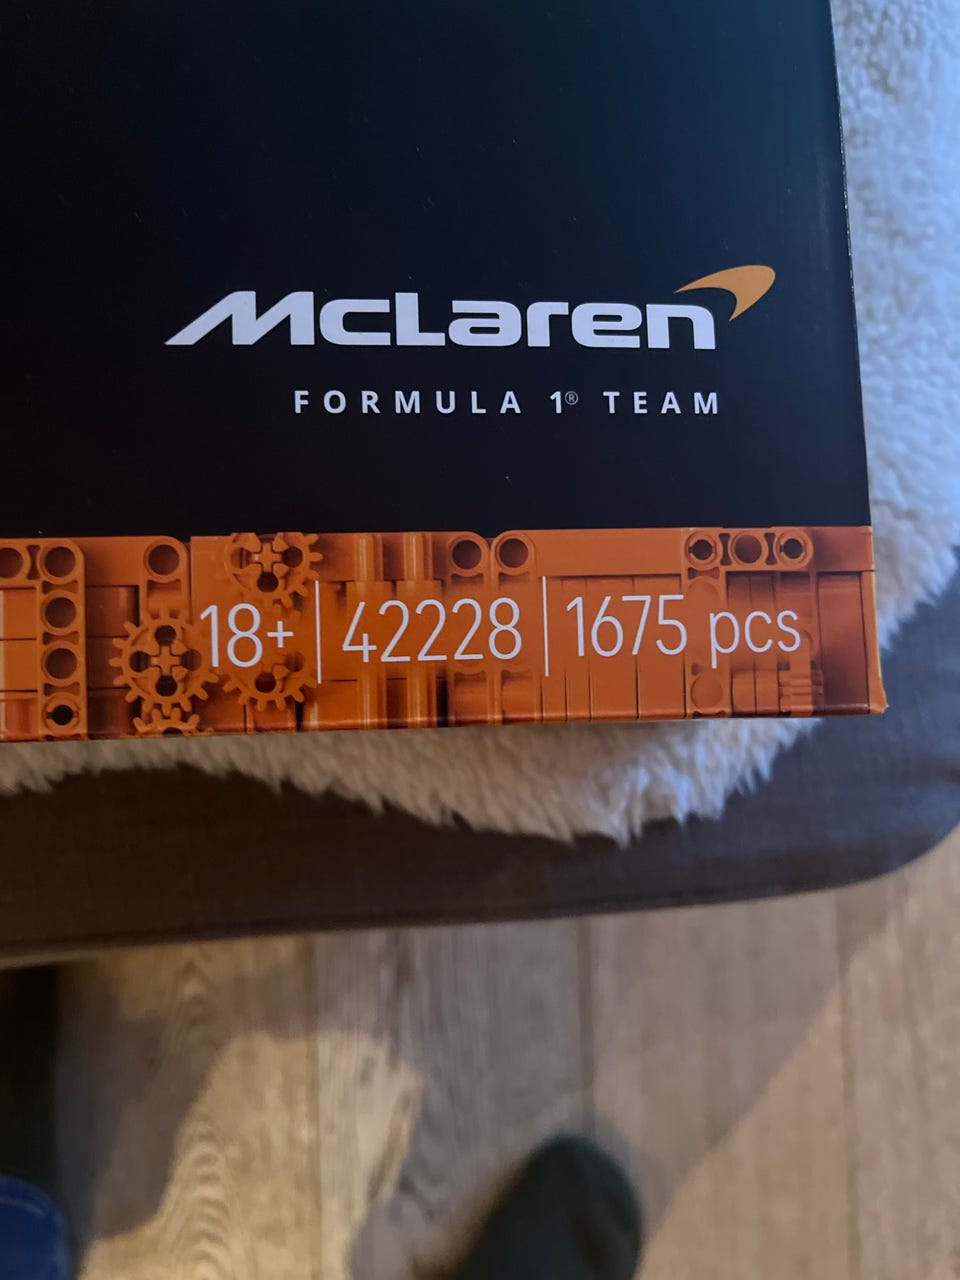 McLaren
FORMULA 1® TEAM
18+ | 42228 | 1675 pcs